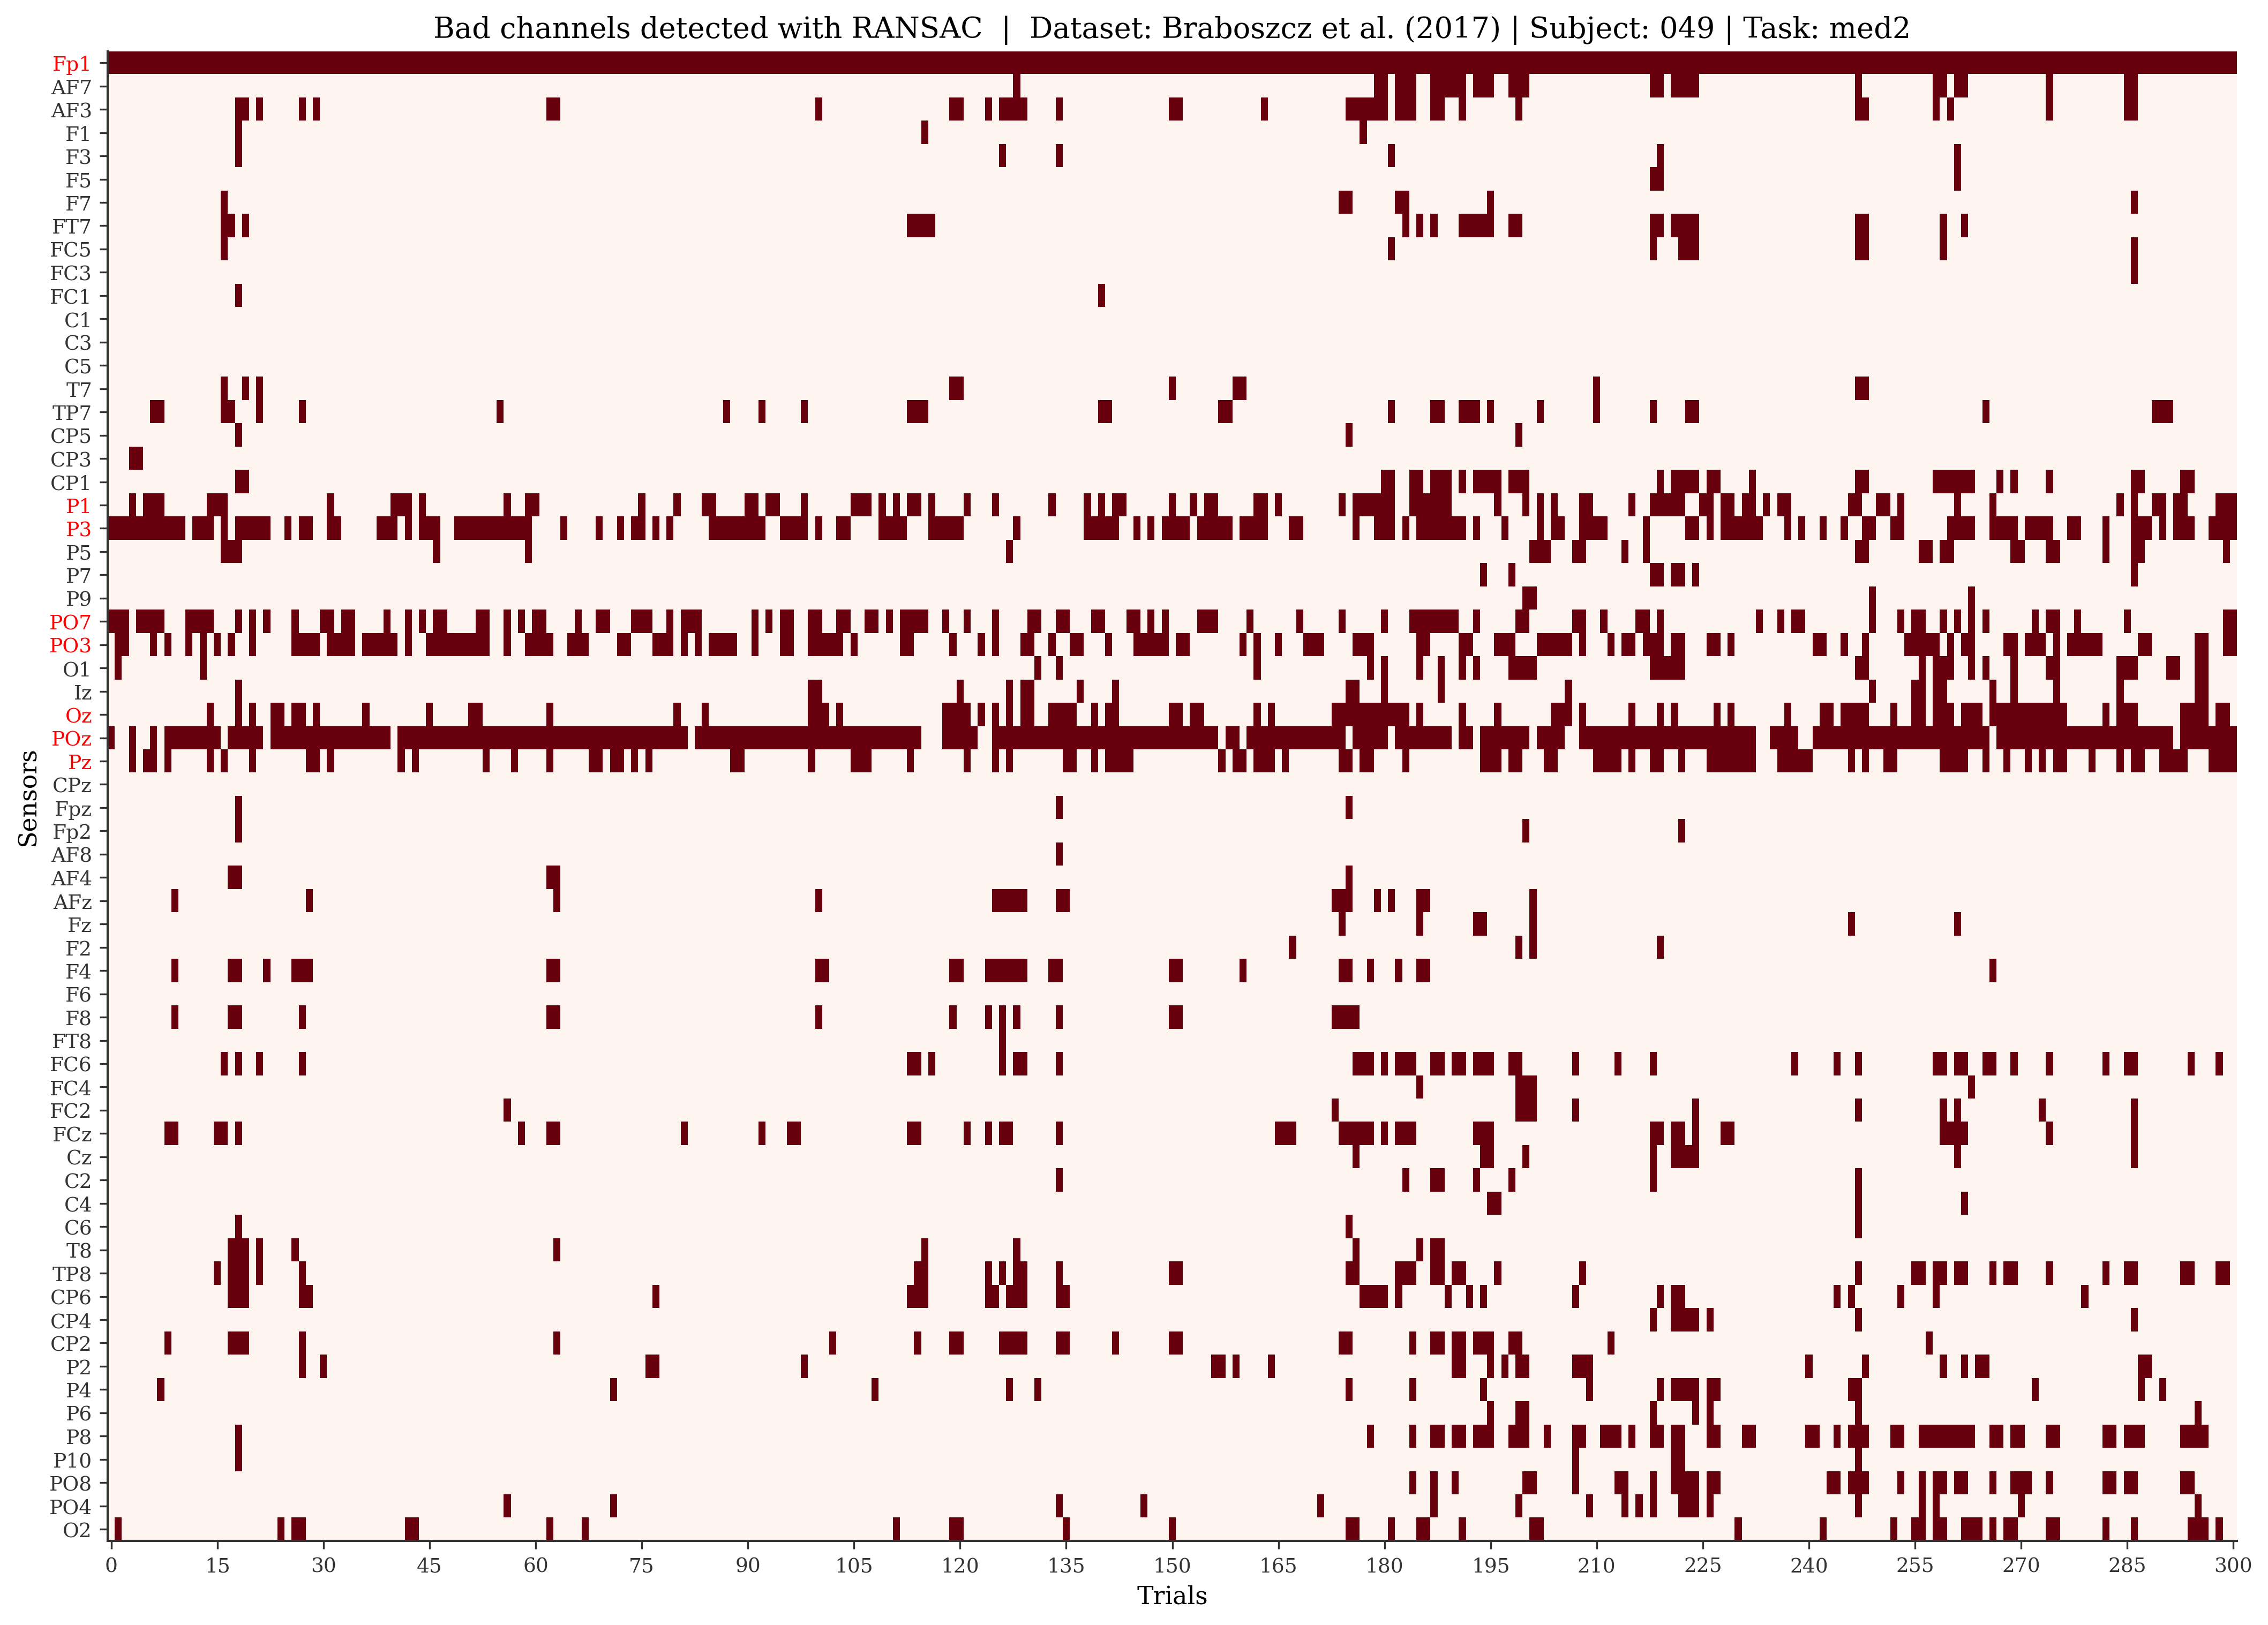 Bad channels detected with RANSAC | Dataset: Braboszcz et al. (2017) | Subject: 049 | Task: med2
Fp1
AF7
AF3
F1
F3
F5
F7
FT7
FC5
FC3
FC1
C1
C3
C5
T7
TP7
CP5
CP3
CP1
P1
P3
P5
P7
P9
PO7
PO3
O1
Iz
Oz
POz
Pz
CPz
Fpz
Fp2
AF8
AF4
AFz
Fz
F2
F4
F6
F8
FT8
FC6
FC4
FC2
FCz
Cz
C2
C4
C6
T8
TP8
CP6
CP4
CP2
P2
P4
P6
P8
P10
PO8
PO4
O2
Sensors
0 15 30 45 60 75 90 105 120 135 150 165 180 195 210 225 240 255 270 285 300
Trials